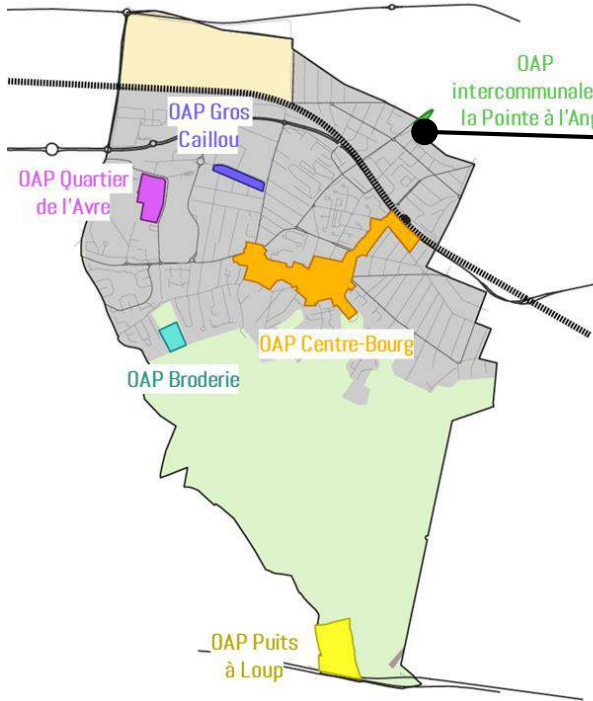 OAP
intercommunale
la Pointe à l'Ang
OAP Gros
Caillou
OAP Quartier
de l'Avre
OAP Centre-Bourg
OAP Broderie
OAP Puits
à Loup